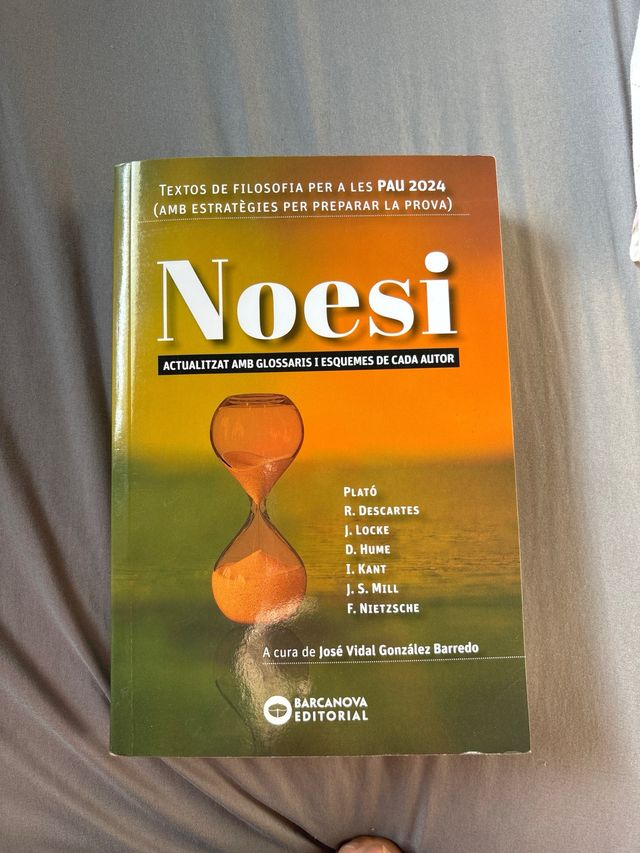 TEXTOS DE FILOSOFIA PER A LES PAU 2024
(AMB ESTRATÈGIES PER PREPARAR LA PROVA)
Noesi
ACTUALITZAT AMB GLOSSARIS I ESQUEMES DE CADA AUTOR
PLATÓ
R. DESCARTES
J. LOCKE
D. HUME
I. KANT
J. S. MILL
F. NIETZSCHE
A cura de José Vidal González Barredo
BARCANOVA
EDITORIAL